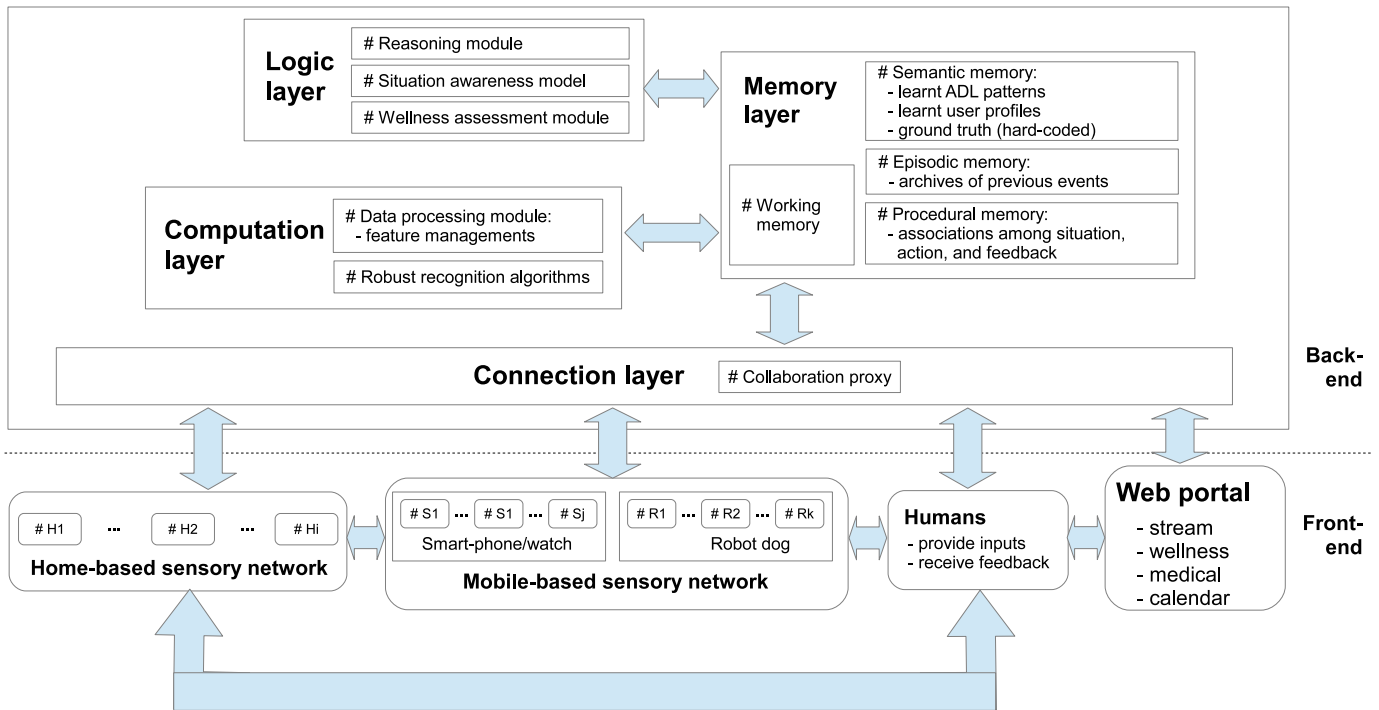 Logic
layer
# Reasoning module
# Situation awareness model
# Wellness assessment module
Memory
layer
# Semantic memory:
- learnt ADL patterns
- learnt user profiles
- ground truth (hard-coded)
# Episodic memory:
- archives of previous events
# Working
memory
# Procedural memory:
- associations among situation,
action, and feedback
Computation
layer
# Data processing module:
- feature managements
# Robust recognition algorithms
Connection layer
# Collaboration proxy
Back-
end
# H1 ... # H2 ... # Hi
Home-based sensory network
# S1 ... # S1 ... # Sj
Smart-phone/watch
# R1 ... # R2 ... # Rk
Robot dog
Mobile-based sensory network
Humans
- provide inputs
- receive feedback
Web portal
- stream
- wellness
- medical
- calendar
Front-
end